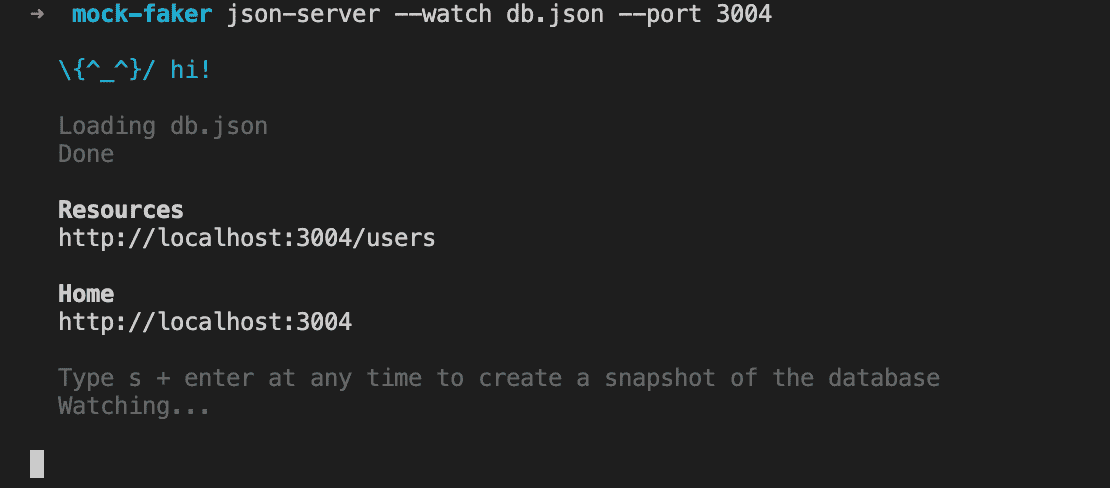 ➜ mock-faker json-server --watch db.json --port 3004
\{^_^}/ hi!
Loading db.json
Done
Resources
http://localhost:3004/users
Home
http://localhost:3004
Type s + enter at any time to create a snapshot of the database
Watching...